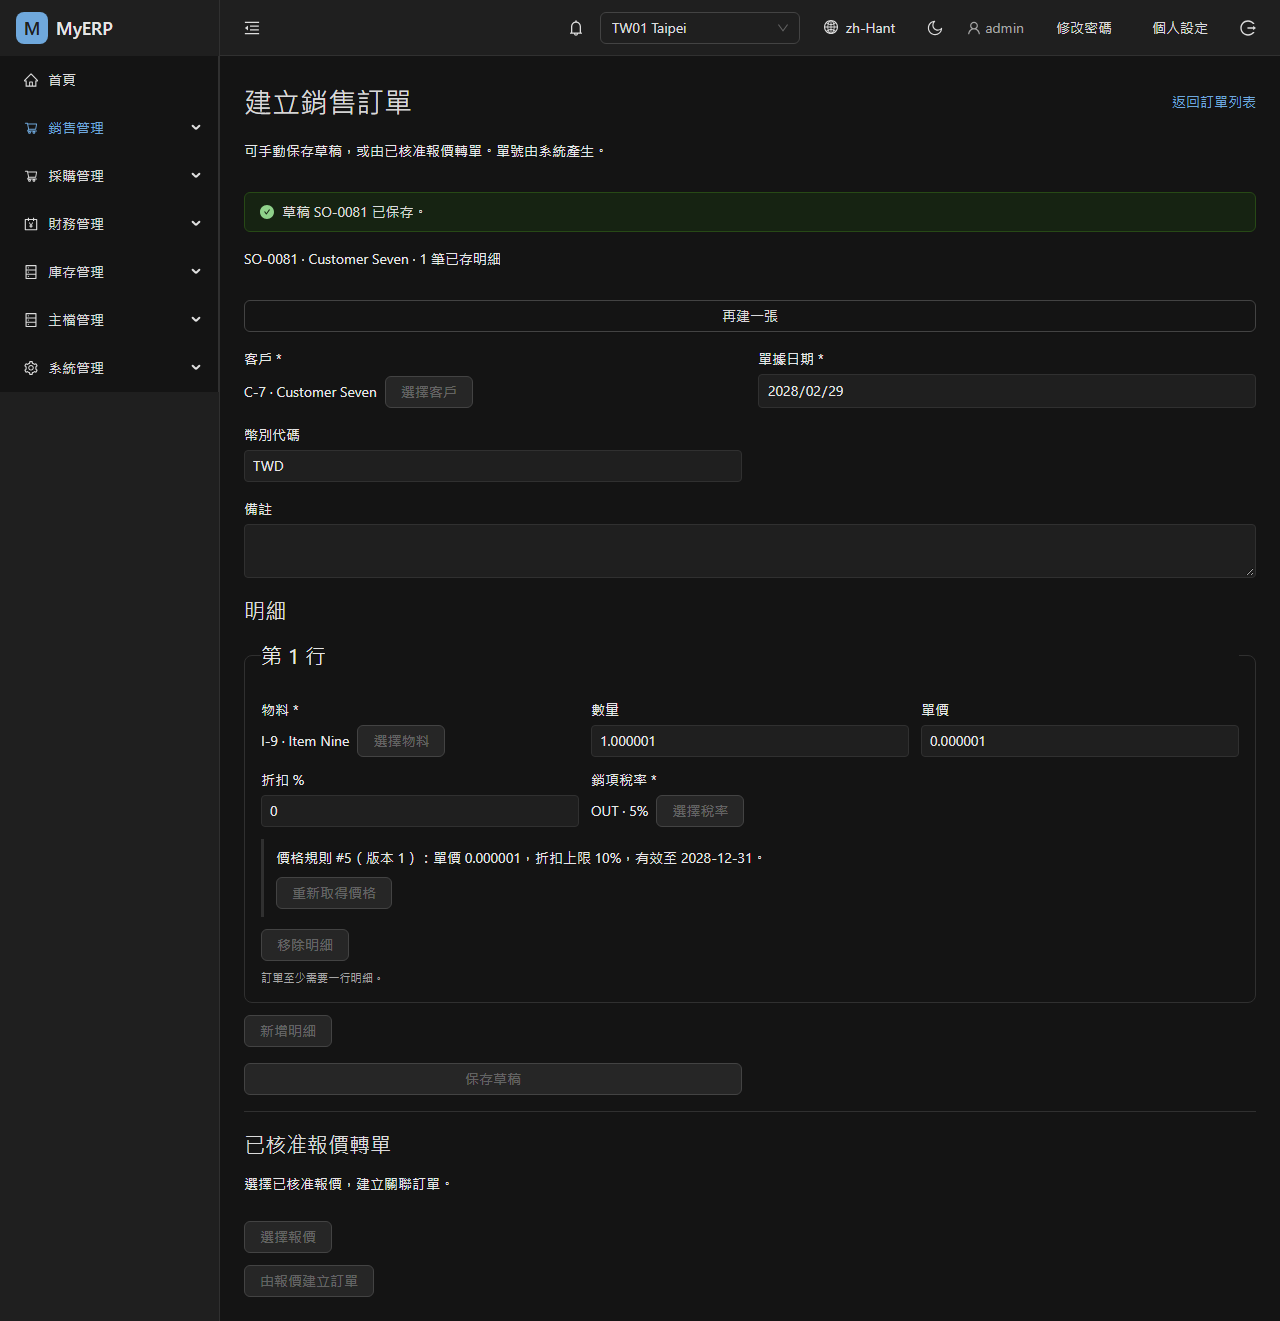 M MyERP
TW01 Taipei
zh-Hant
admin
修改密碼
個人設定
首頁
銷售管理
採購管理
財務管理
庫存管理
主檔管理
系統管理
建立銷售訂單
返回訂單列表
可手動保存草稿，或由已核准報價轉單。單號由系統產生。
草稿 SO-0081 已保存。
SO-0081 · Customer Seven · 1 筆已存明細
再建一張
客戶 *
C-7 · Customer Seven
選擇客戶
單據日期 *
2028/02/29
幣別代碼
TWD
備註
明細
第 1 行
物料 *
I-9 · Item Nine
選擇物料
數量
1.000001
單價
0.000001
折扣 %
0
銷項稅率 *
OUT · 5%
選擇稅率
價格規則 #5（版本 1）：單價 0.000001，折扣上限 10%，有效至 2028-12-31。
重新取得價格
移除明細
訂單至少需要一行明細。
新增明細
保存草稿
已核准報價轉單
選擇已核准報價，建立關聯訂單。
選擇報價
由報價建立訂單